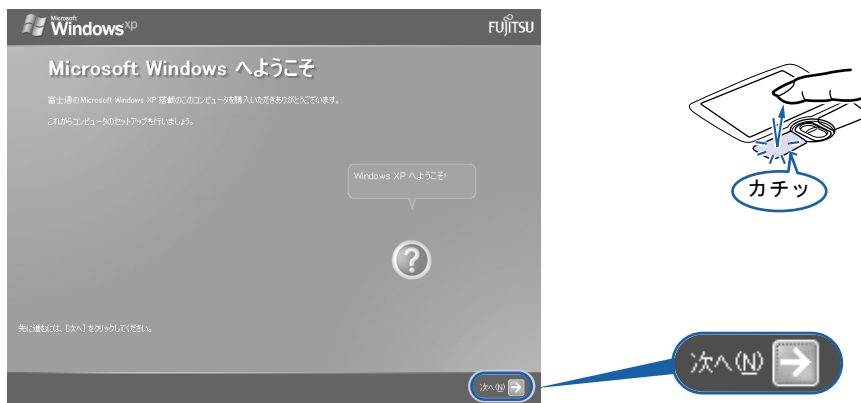 Microsoft
Windows xp
FUJITSU
Microsoft Windows へようこそ
富士通のMicrosoft Windows XP 搭載のこのコンピュータを購入いただきありがとうございます。
これからコンピュータのセットアップを行いましょう。
Windows XP へようこそ!
カチッ
先に進むには、[次へ] をクリックしてください。
次へ(N)
次へ(N)